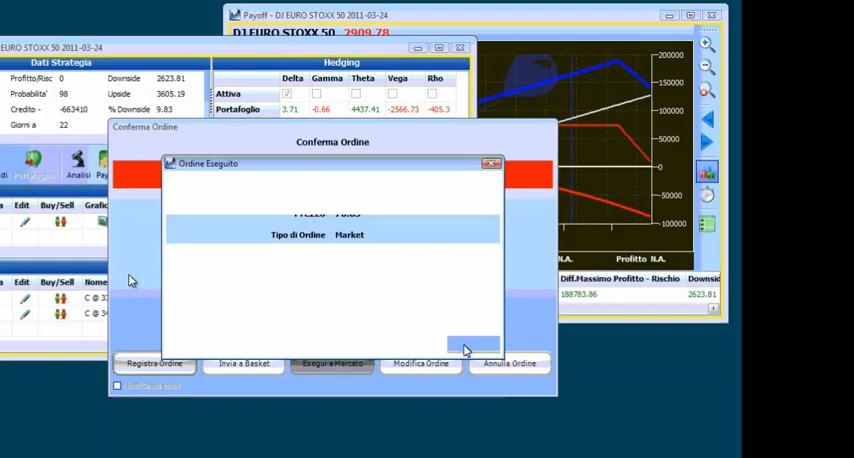 Payoff - DJ EURO STOXX 50 2011-03-24
DJ EURO STOXX 50 2909.78
EURO STOXX 50 2011-03-24
Dati Strategia
Hedging
Profitto/Risc 0 Downside 2623.81
Probabilita' 98 Upside 3605.19
Credito - -663410 % Downside 9.83
Giorni a 22
Delta Gamma Theta Vega Rho
Attiva
Portafoglio 3.71 -0.66 4437.41 -2566.73 -405.3
200000
150000
100000
50000
0
-50000
-100000
N.A. Profitto N.A.
Diff.Massimo Profitto - Rischio Downsid
188783.86 2623.81
di Portafoglio Analisi Pay
Edit Buy/Sell Grafic
Edit Buy/Sell Nome
C @ 33
C @ 34
Conferma Ordine
Conferma Ordine
Ordine Eseguito
Tipo di Ordine Market
Registra Ordine Invia a Basket Esegui a Mercato Modifica Ordine Annulla Ordine
Notifica via email